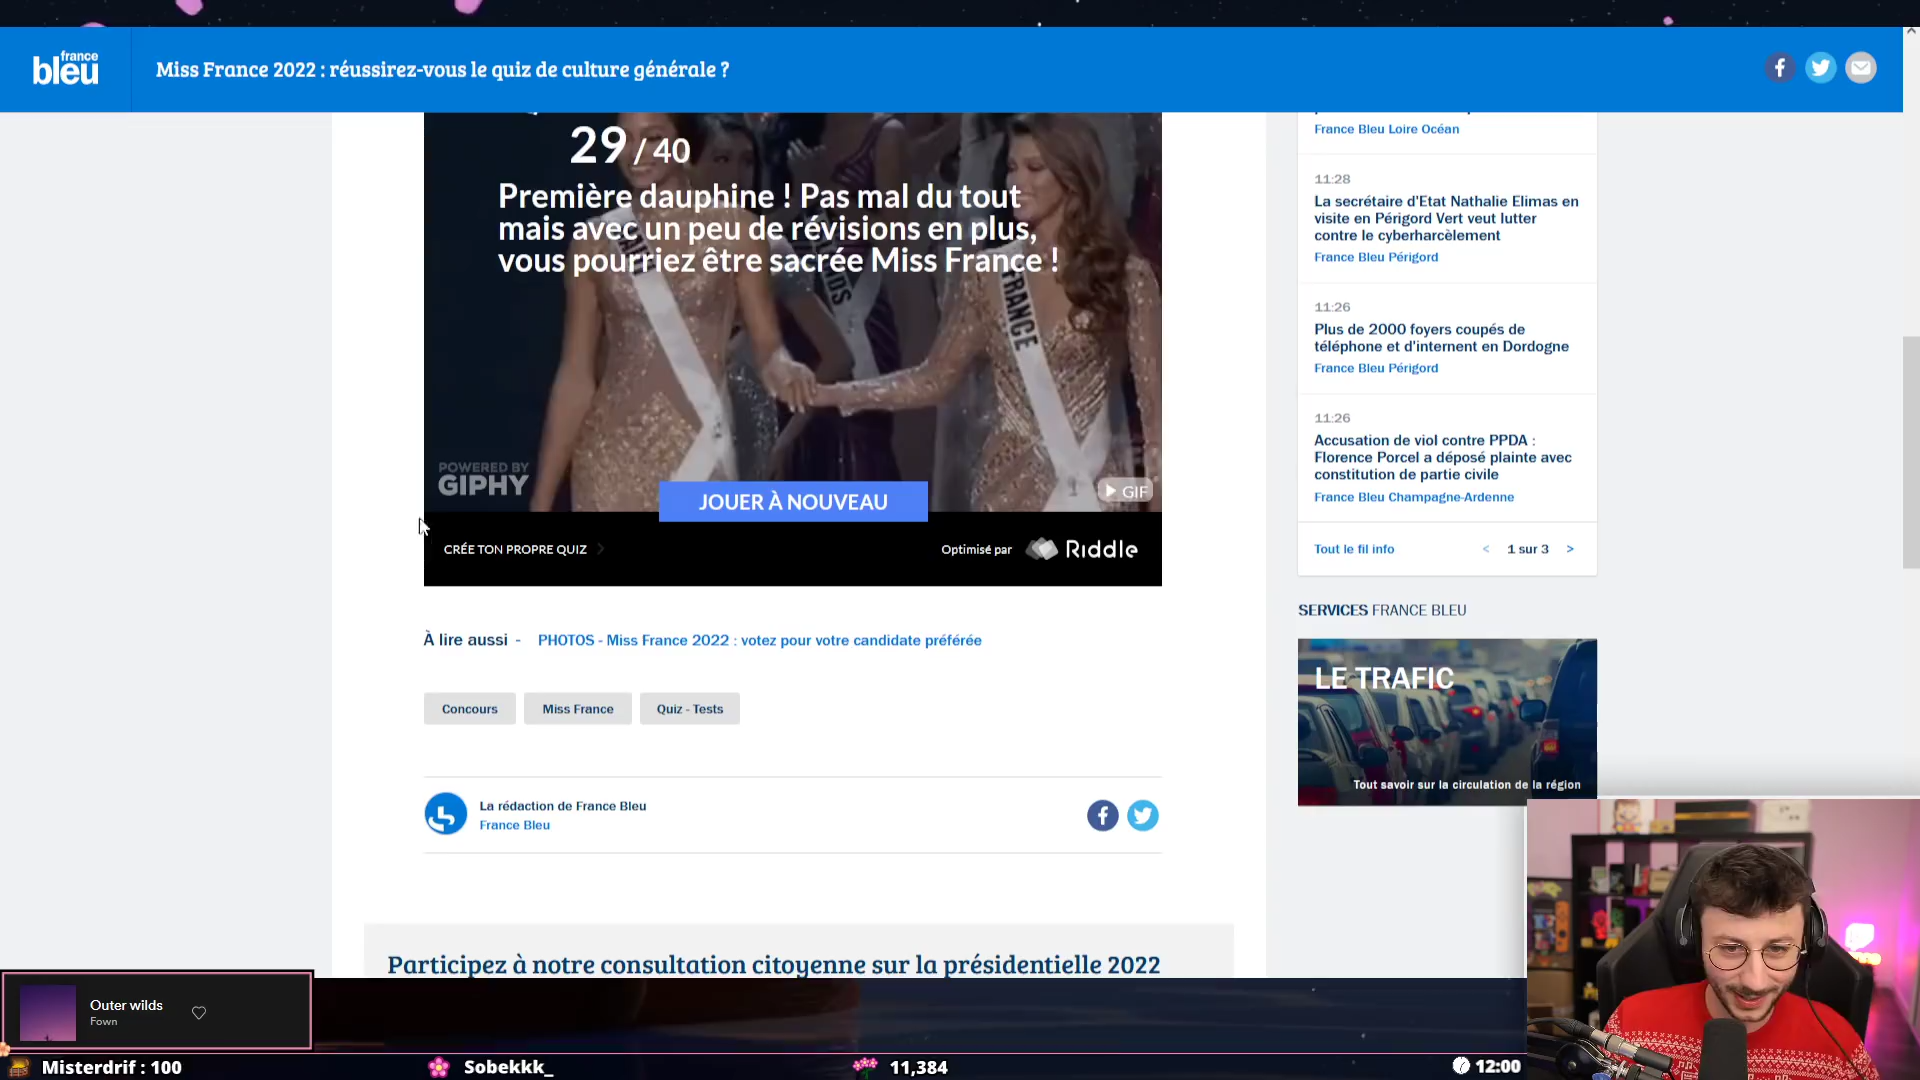 france
bleu
Miss France 2022 : réussirez-vous le quiz de culture générale ?
29 / 40
Première dauphine ! Pas mal du tout
mais avec un peu de révisions en plus,
vous pourriez être sacrée Miss France !
FRANCE
POWERED BY
GIPHY
GIF
JOUER À NOUVEAU
CRÉE TON PROPRE QUIZ
Optimisé par
Riddle
À lire aussi - PHOTOS - Miss France 2022 : votez pour votre candidate préférée
Concours
Miss France
Quiz - Tests
La rédaction de France Bleu
France Bleu
Participez à notre consultation citoyenne sur la présidentielle 2022
France Bleu Loire Océan
11:28
La secrétaire d'Etat Nathalie Elimas en
visite en Périgord Vert veut lutter
contre le cyberharcèlement
France Bleu Périgord
11:26
Plus de 2000 foyers coupés de
téléphone et d'internent en Dordogne
France Bleu Périgord
11:26
Accusation de viol contre PPDA :
Florence Porcel a déposé plainte avec
constitution de partie civile
France Bleu Champagne-Ardenne
Tout le fil info
< 1 sur 3 >
SERVICES FRANCE BLEU
LE TRAFIC
Tout savoir sur la circulation de la région
Outer wilds
Fown
Misterdrif : 100
Sobekkk_
11,384
12:00